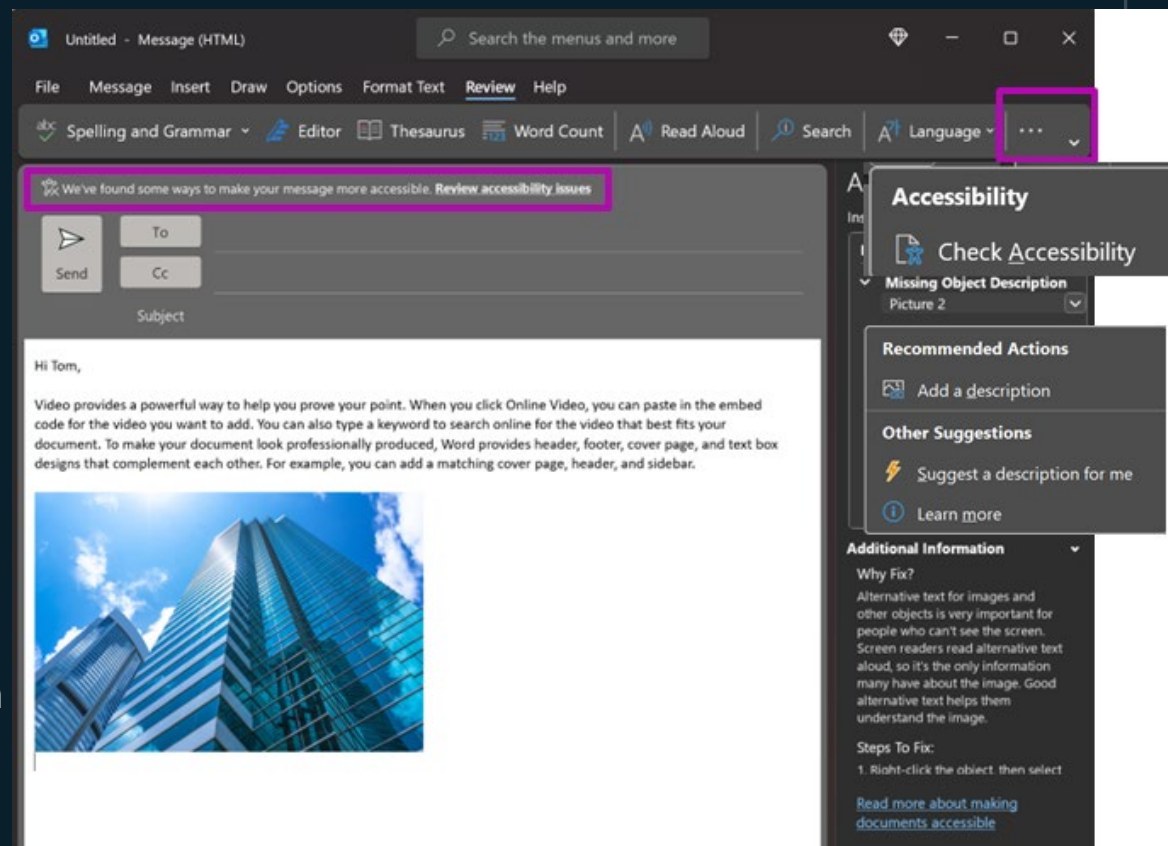 Untitled - Message (HTML)
Search the menus and more
File Message Insert Draw Options Format Text Review Help
abc Spelling and Grammar Editor Thesaurus 123 Word Count A Read Aloud Search Language ...
We've found some ways to make your message more accessible. Review accessibility issues
Send
To
Cc
Subject
Hi Tom,
Video provides a powerful way to help you prove your point. When you click Online Video, you can paste in the embed
code for the video you want to add. You can also type a keyword to search online for the video that best fits your
document. To make your document look professionally produced, Word provides header, footer, cover page, and text box
designs that complement each other. For example, you can add a matching cover page, header, and sidebar.
Accessibility
Check Accessibility
Missing Object Description
Picture 2
Recommended Actions
Add a description
Other Suggestions
Suggest a description for me
Learn more
Additional Information
Why Fix?
Alternative text for images and
other objects is very important for
people who can't see the screen.
Screen readers read alternative text
aloud, so it's the only information
many have about the image. Good
alternative text helps them
understand the image.
Steps To Fix:
1. Right-click the object, then select
Read more about making
documents accessible